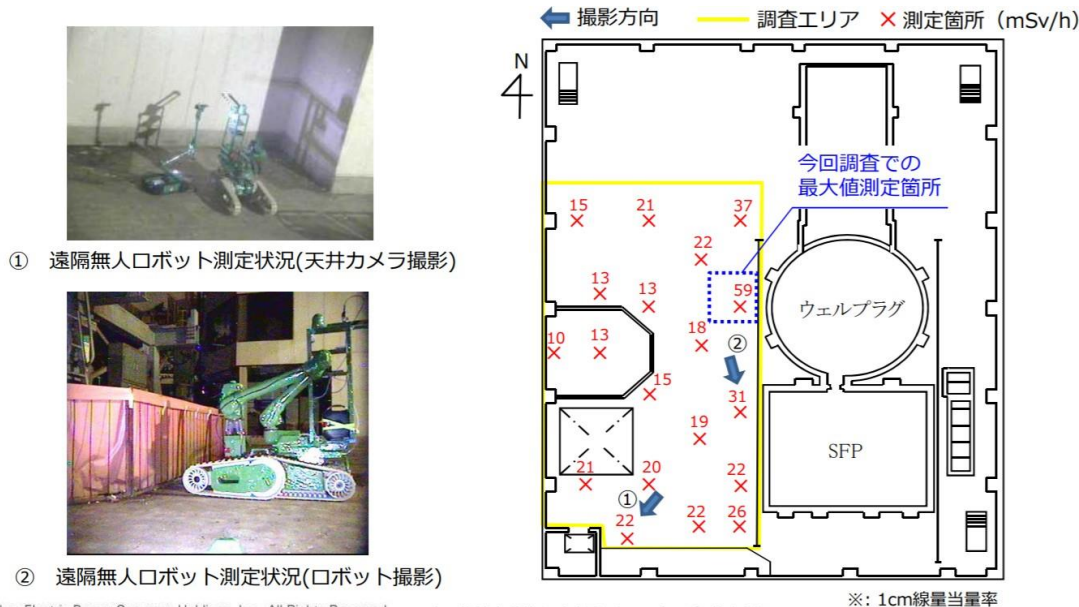 撮影方向
調査エリア
× 測定箇所（mSv/h）
N
今回調査での
最大値測定箇所
15 21 37
22
13 13 59
ウェルプラグ
10 13 18
②
15 31
19
SFP
21 20 22
①
22 22 26
① 遠隔無人ロボット測定状況(天井カメラ撮影)
② 遠隔無人ロボット測定状況(ロボット撮影)
※: 1cm線量当量率